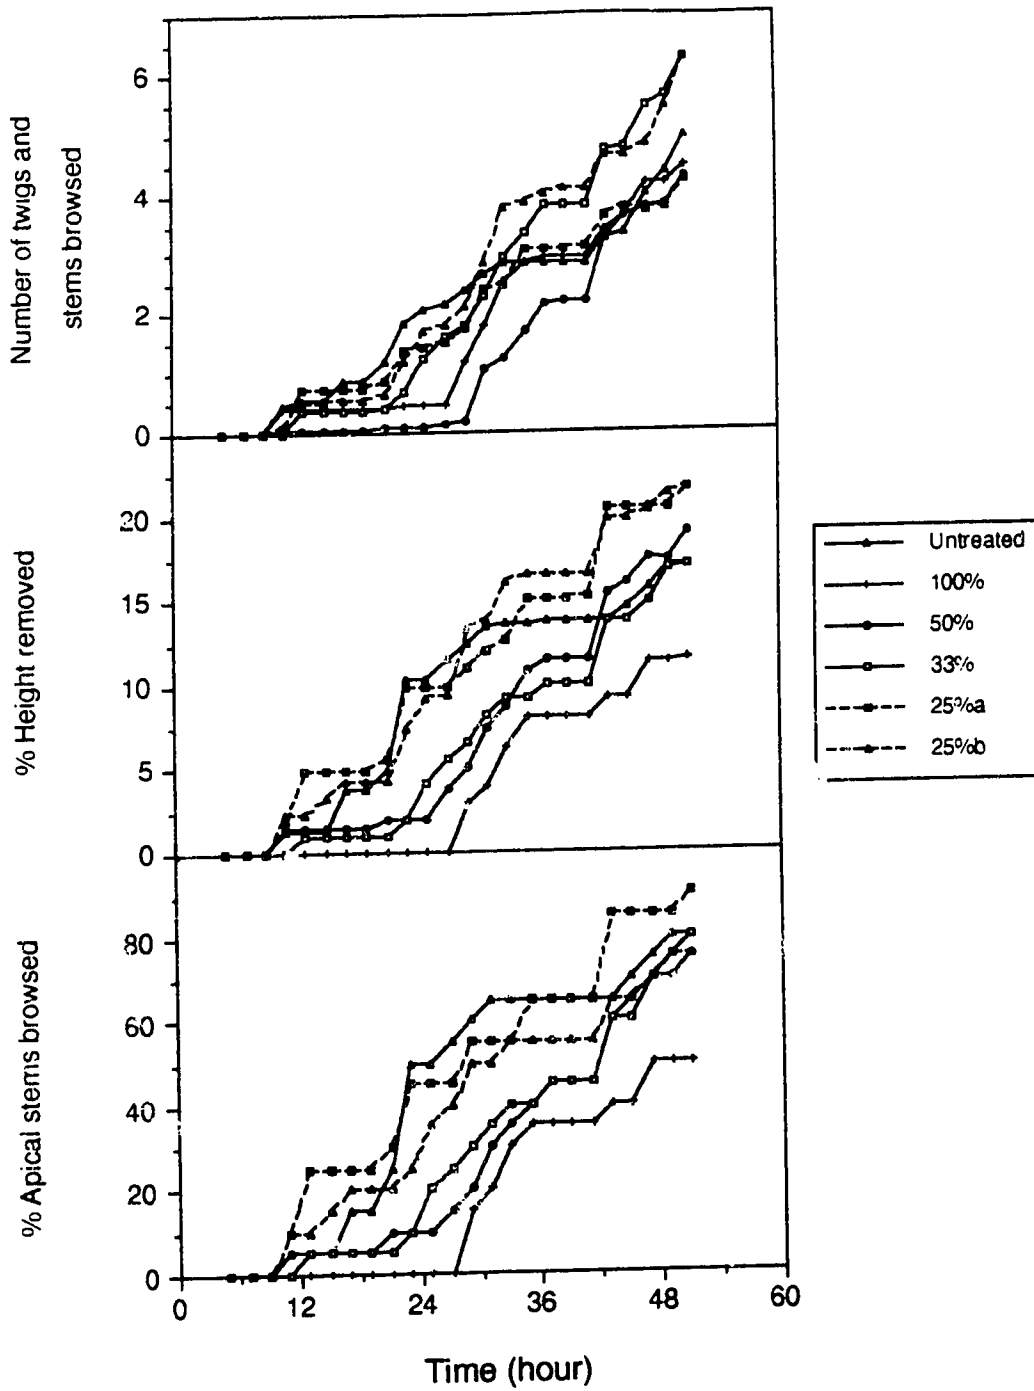 Number of twigs and
stems browsed
6
4
2
0
% Height removed
20
15
10
5
0
% Apical stems browsed
80
60
40
20
0
0 12 24 36 48 60
Time (hour)
Untreated
100%
50%
33%
25%a
25%b